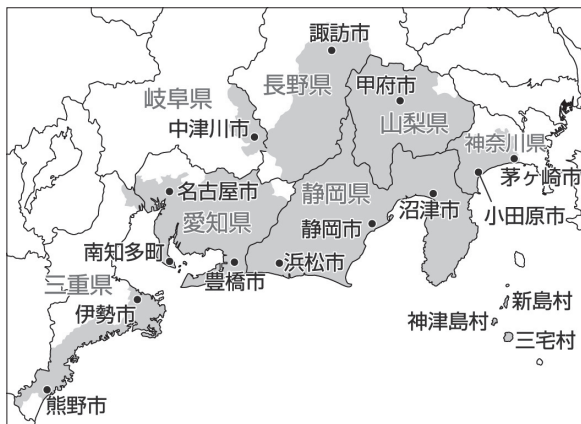 諏訪市
甲府市
長野県
岐阜県
山梨県
中津川市
神奈川県
茅ヶ崎市
名古屋市
静岡県
沼津市
小田原市
愛知県
静岡市
南知多町
豊橋市
浜松市
三重県
伊勢市
新島村
神津島村
三宅村
熊野市